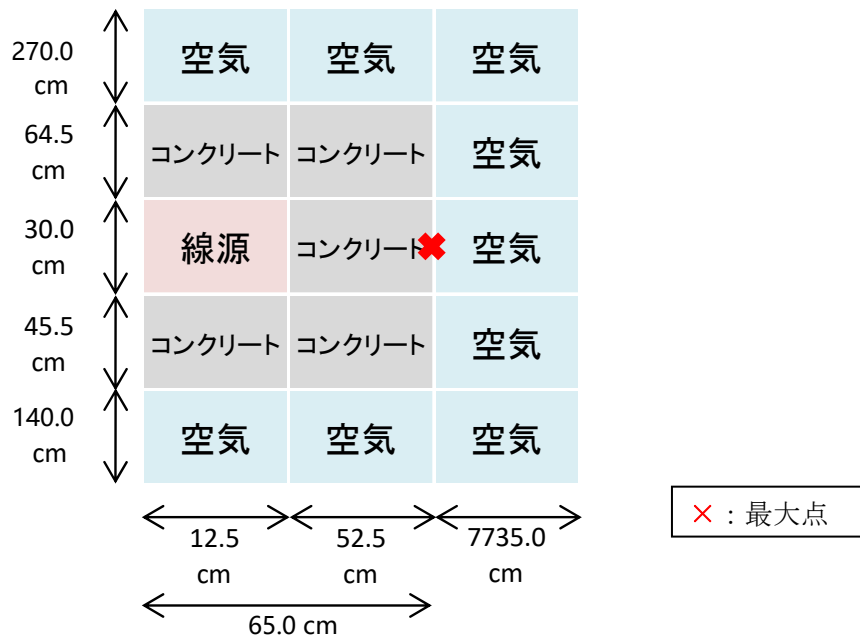 270.0
cm
空気 空気 空気
64.5
cm
コンクリート コンクリート 空気
30.0
cm
線源 コンクリート 空気
45.5
cm
コンクリート コンクリート 空気
140.0
cm
空気 空気 空気
12.5
cm
52.5
cm
7735.0
cm
65.0 cm
×：最大点